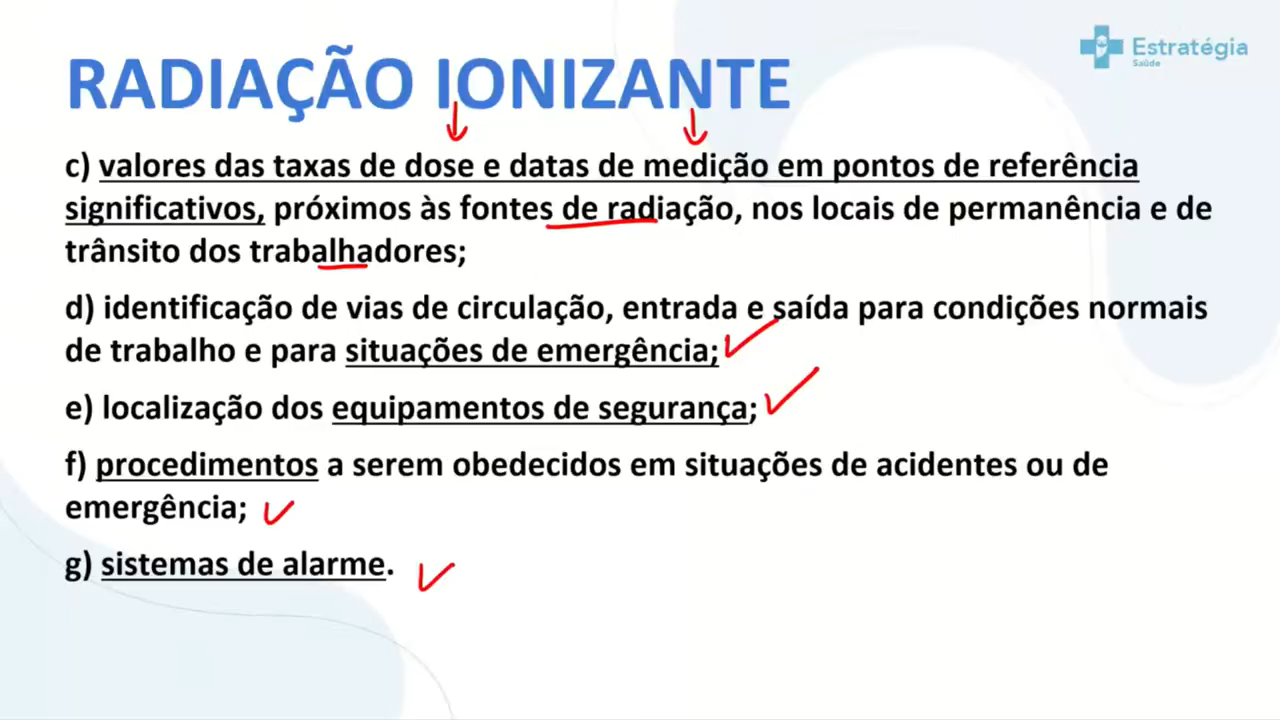 Estratégia
Saúde
RADIAÇÃO IONIZANTE
c) valores das taxas de dose e datas de medição em pontos de referência
significativos, próximos às fontes de radiação, nos locais de permanência e de
trânsito dos trabalhadores;
d) identificação de vias de circulação, entrada e saída para condições normais
de trabalho e para situações de emergência;
e) localização dos equipamentos de segurança;
f) procedimentos a serem obedecidos em situações de acidentes ou de
emergência;
g) sistemas de alarme.